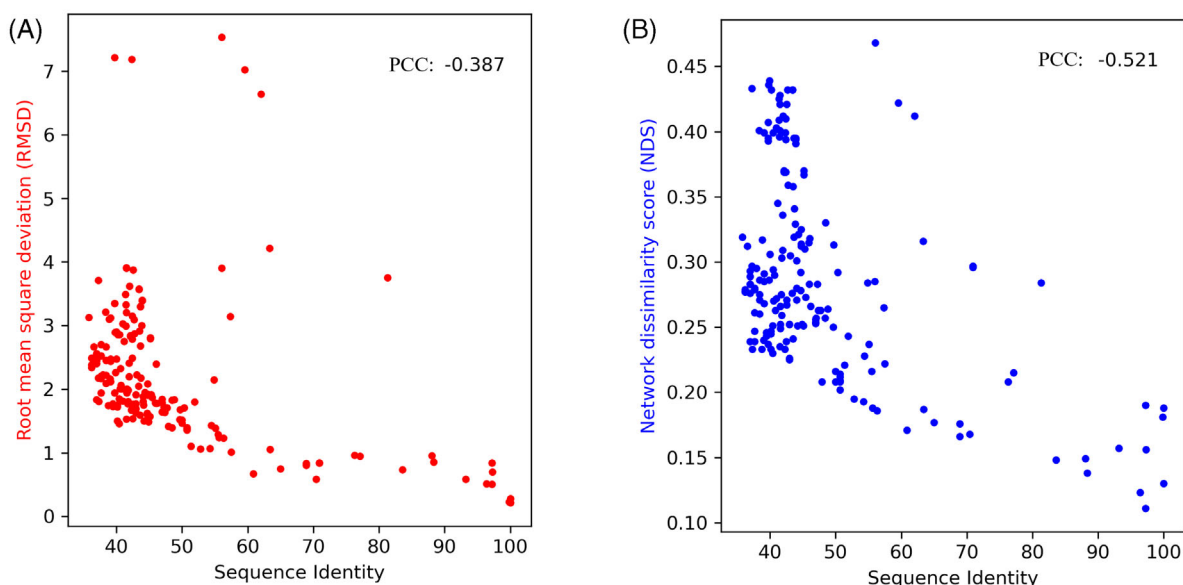 (A)
PCC: -0.387
Root mean square deviation (RMSD)
7
6
5
4
3
2
1
0
40 50 60 70 80 90 100
Sequence Identity
(B)
PCC: -0.521
Network dissimilarity score (NDS)
0.45
0.40
0.35
0.30
0.25
0.20
0.15
0.10
40 50 60 70 80 90 100
Sequence Identity